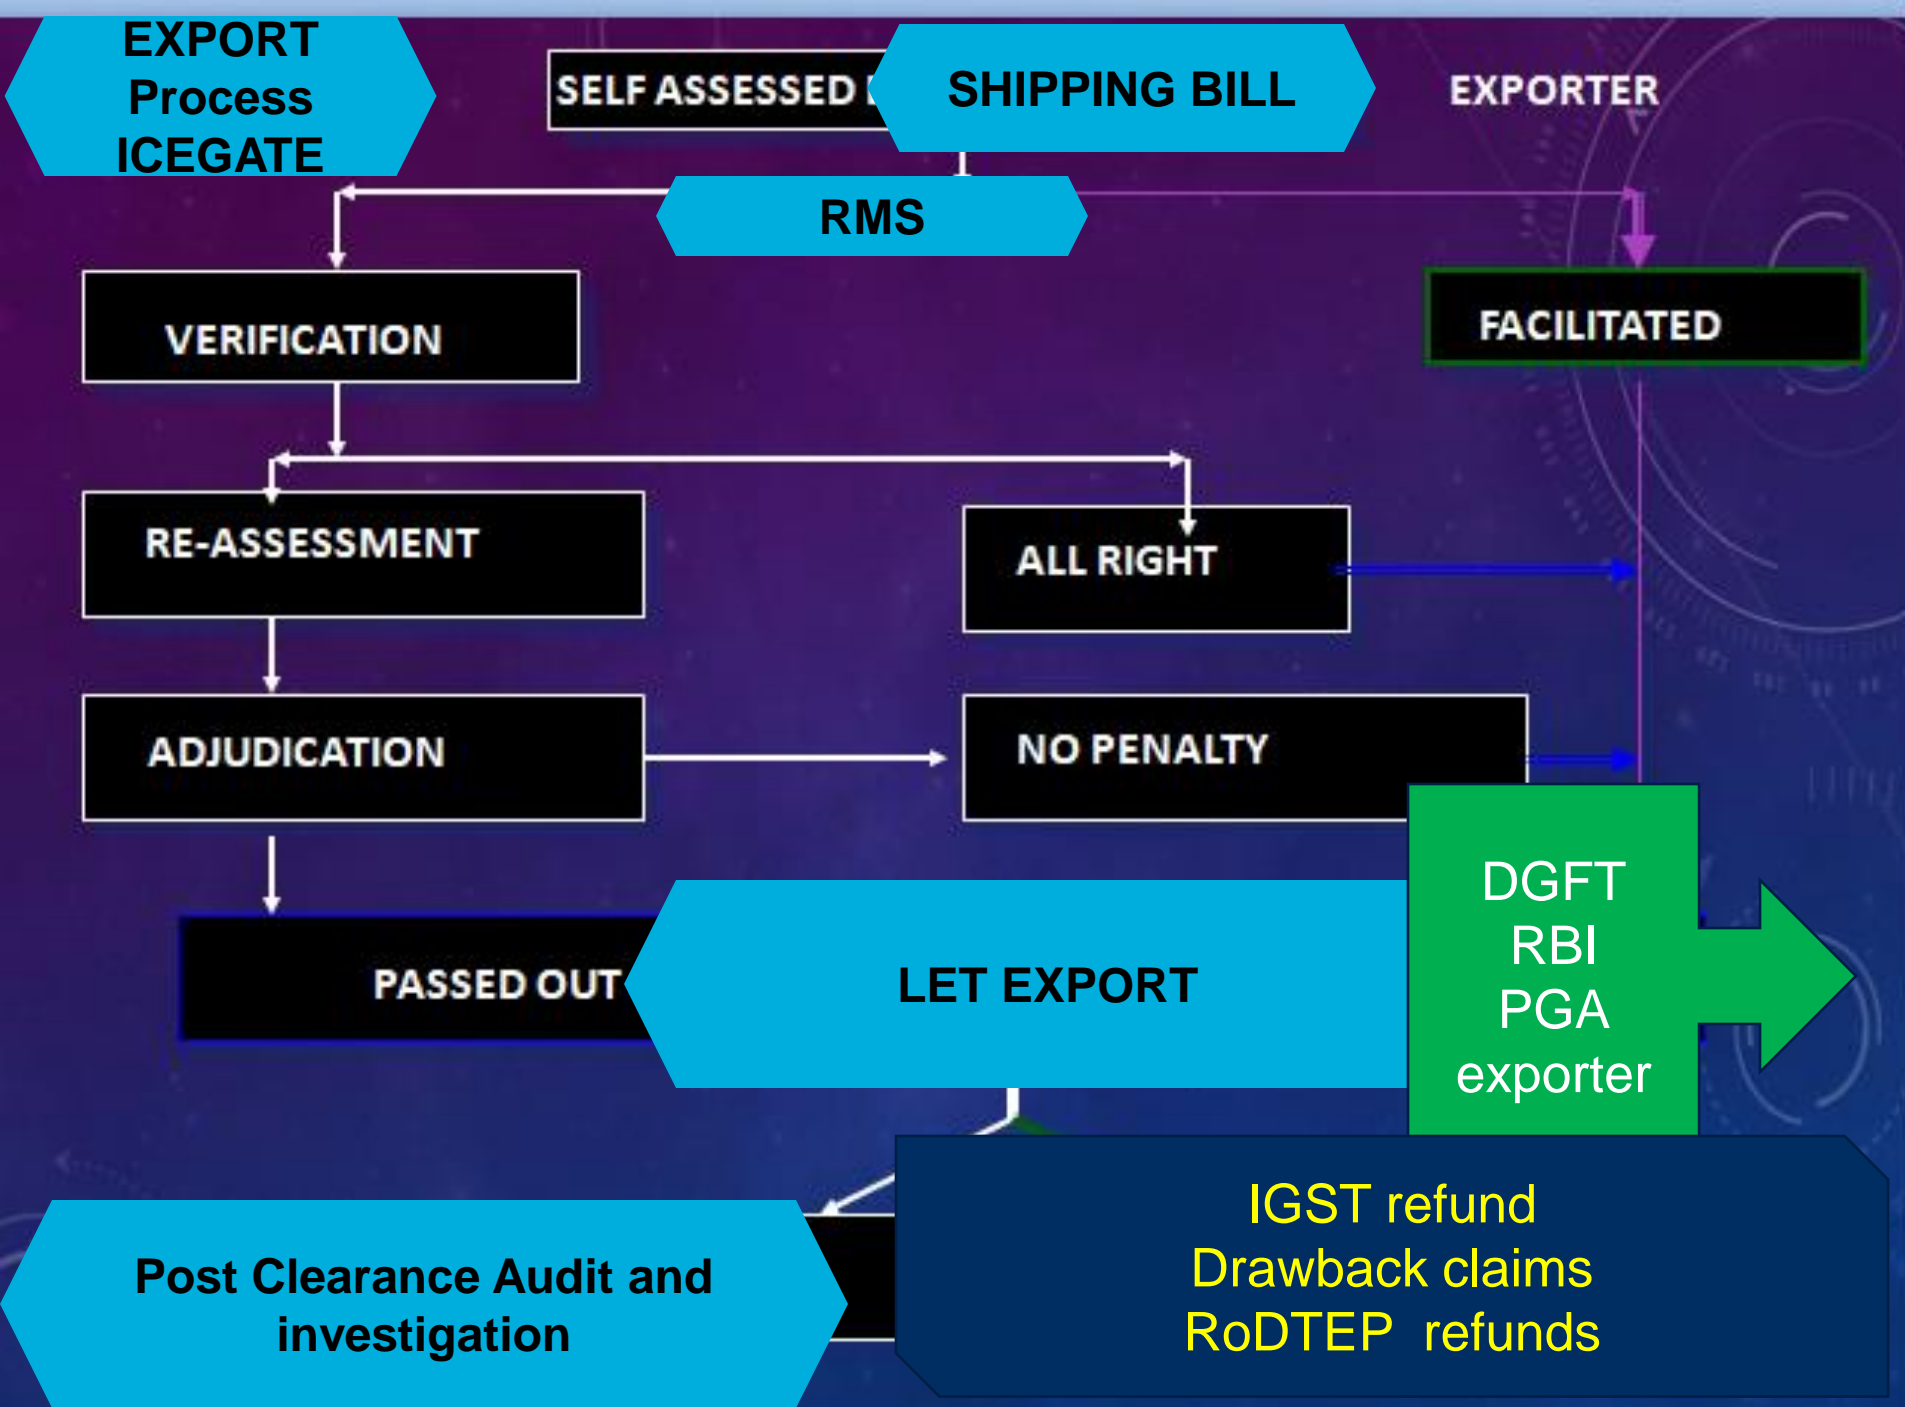 EXPORT
Process
ICEGATE
SELF ASSESSED
SHIPPING BILL
EXPORTER
RMS
VERIFICATION
FACILITATED
RE-ASSESSMENT
ALL RIGHT
ADJUDICATION
NO PENALTY
PASSED OUT
LET EXPORT
DGFT
RBI
PGA
exporter
Post Clearance Audit and
investigation
IGST refund
Drawback claims
RoDTEP refunds